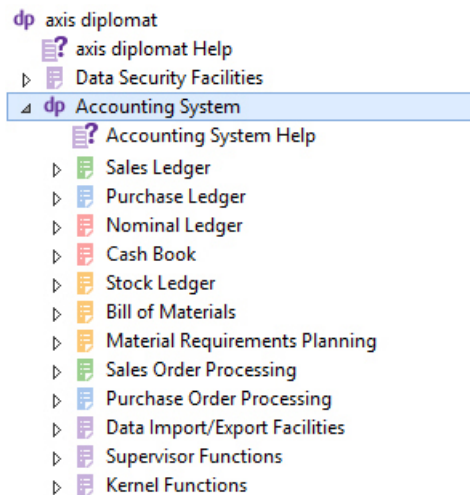 dp axis diplomat
? axis diplomat Help
Data Security Facilities
dp Accounting System
? Accounting System Help
Sales Ledger
Purchase Ledger
Nominal Ledger
Cash Book
Stock Ledger
Bill of Materials
Material Requirements Planning
Sales Order Processing
Purchase Order Processing
Data Import/Export Facilities
Supervisor Functions
Kernel Functions